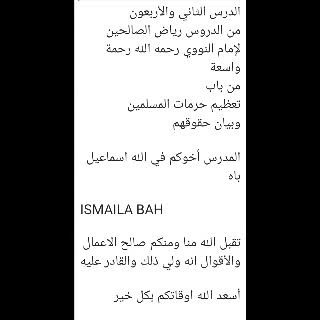 الدرس الثاني والأربعون
من الدروس رياض الصالحين
لإمام النووي رحمه الله رحمة
واسعة
من باب
تعظيم حرمات المسلمين
وبيان حقوقهم
المدرس أخوكم في الله اسماعيل
باه
ISMAILA BAH
تقبل الله منا ومنكم صالح الاعمال
والأقوال انه ولي ذلك والقادر عليه
أسعد الله اوقاتكم بكل خير